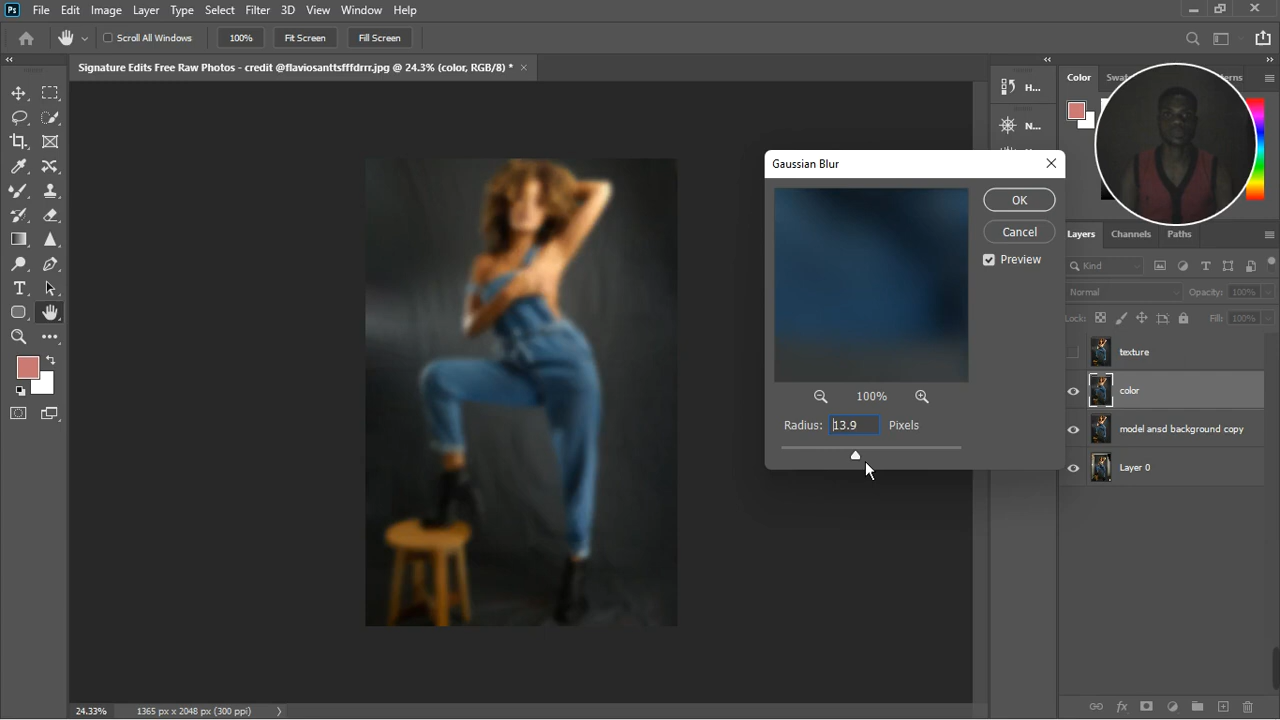 Ps File Edit Image Layer Type Select Filter 3D View Window Help
Scroll All Windows 100% Fit Screen Fill Screen
Signature Edits Free Raw Photos - credit @flaviosanttsfffdrrr.jpg @ 24.3% (color, RGB/8) *
H...
N...
Color Swat
Gaussian Blur
OK
Cancel
Preview
100%
Radius: 13.9 Pixels
Layers Channels Paths
Kind
Normal Opacity: 100%
Lock: Fill: 100%
texture
color
model ansd background copy
Layer 0
24.33% 1365 px x 2048 px (300 ppi)